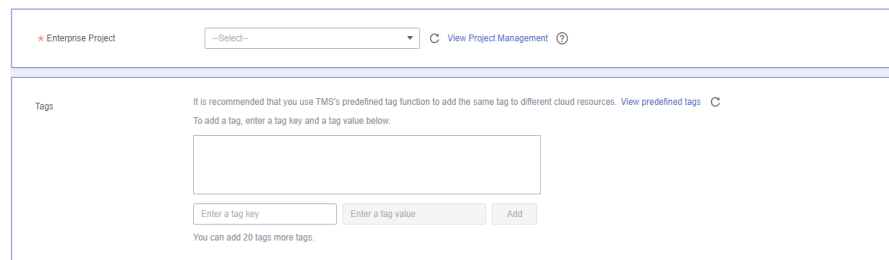 * Enterprise Project --Select-- View Project Management ?
Tags It is recommended that you use TMS's predefined tag function to add the same tag to different cloud resources. View predefined tags
To add a tag, enter a tag key and a tag value below.
Enter a tag key Enter a tag value Add
You can add 20 tags more tags.